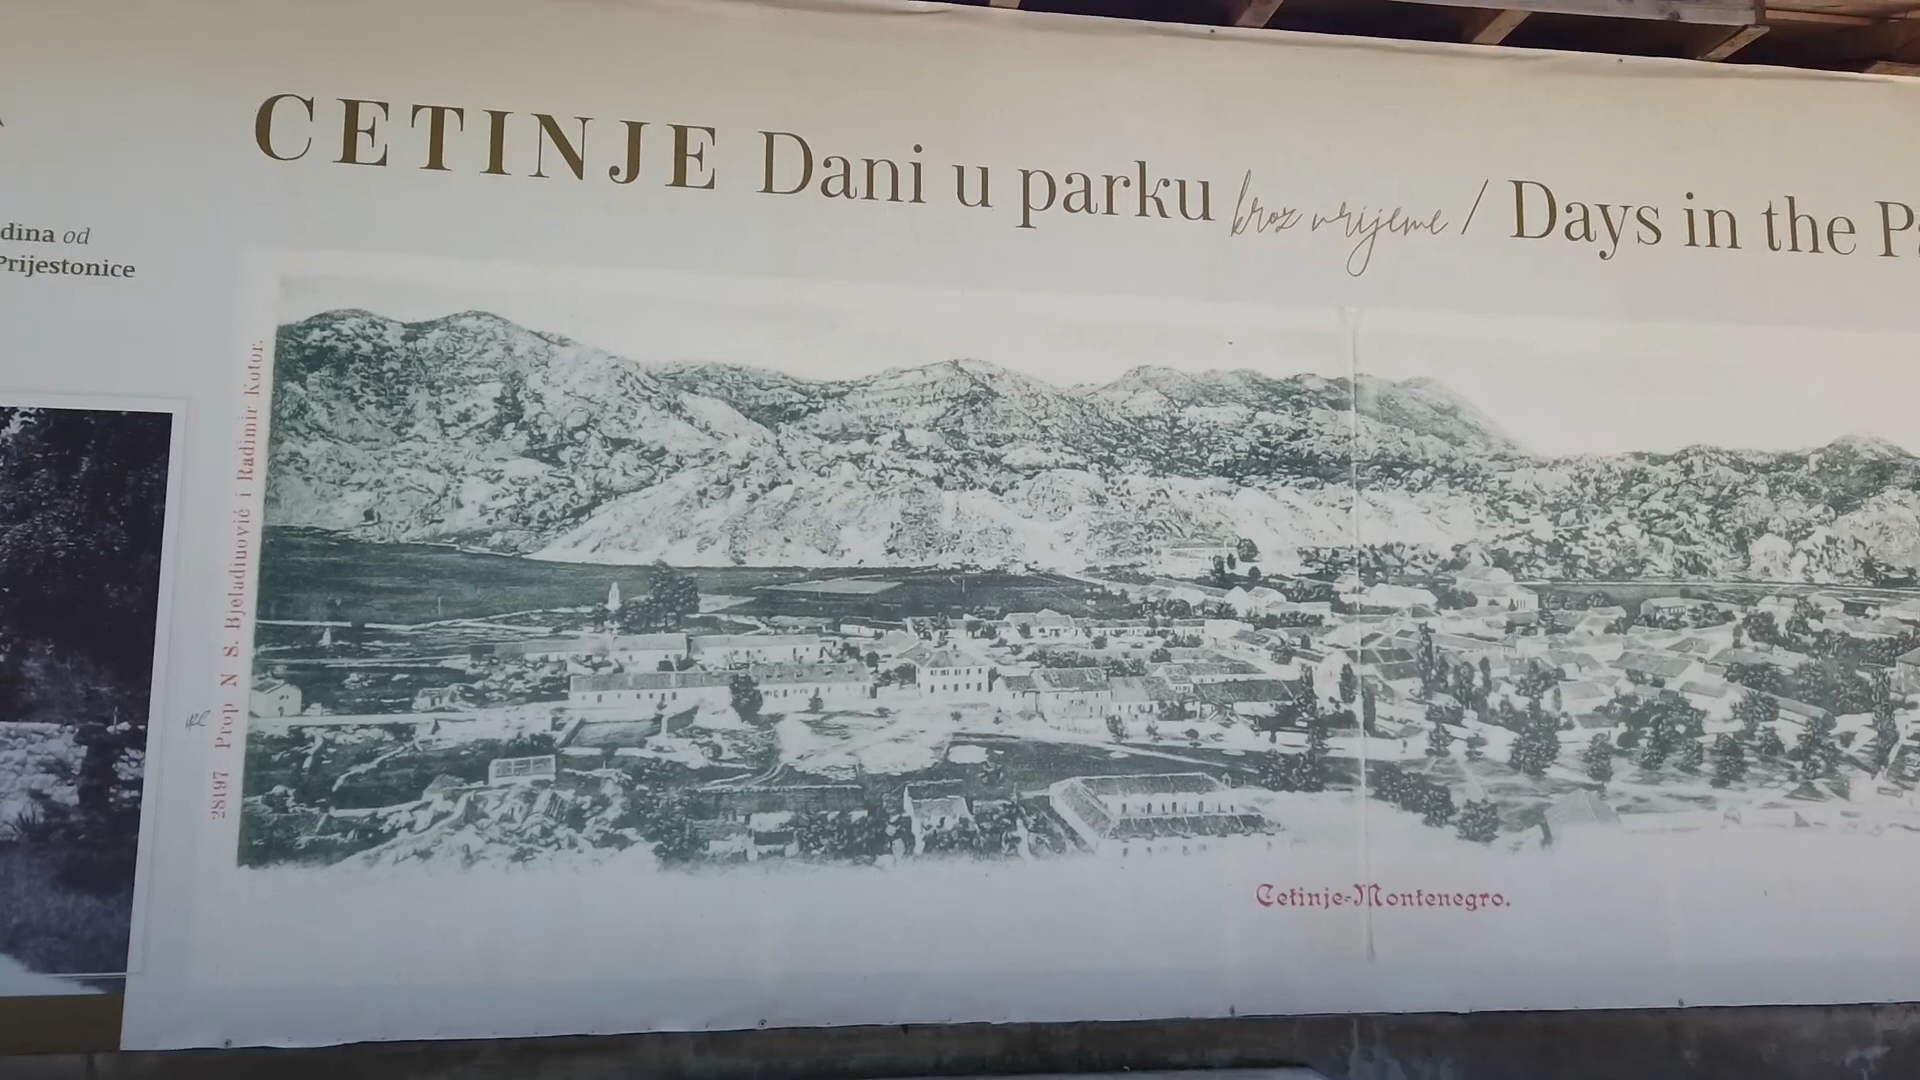 dina od
Prijestonice
CETINJE Dani u parku kroz vrijeme / Days in the
28197 Prop N S. Bjeladinović i Radimir Kotor.
Cetinje-Montenegro.